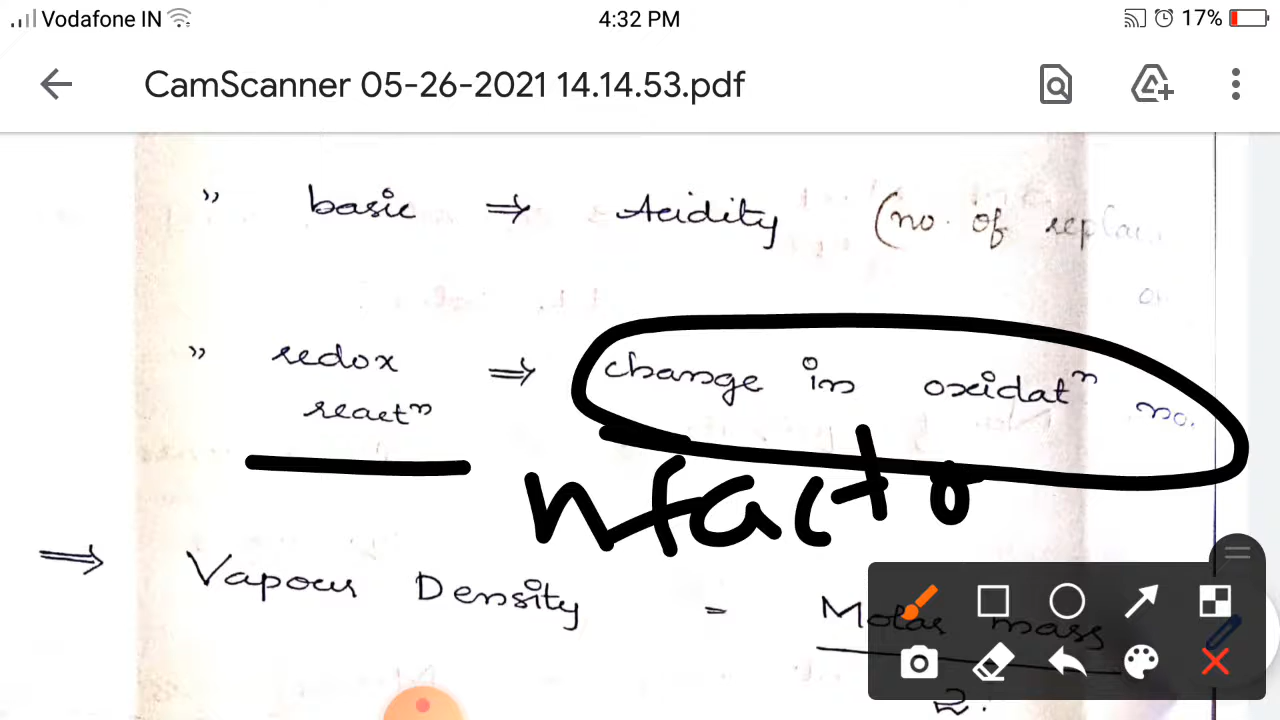 Vodafone IN 4:32 PM 17%
CamScanner 05-26-2021 14.14.53.pdf
" basic ⇒ Acidity (no. of replac
" redox ⇒ change in oxidatⁿ no.
reactⁿ
nfacto
⇒ Vapour Density = Molar mass
2.